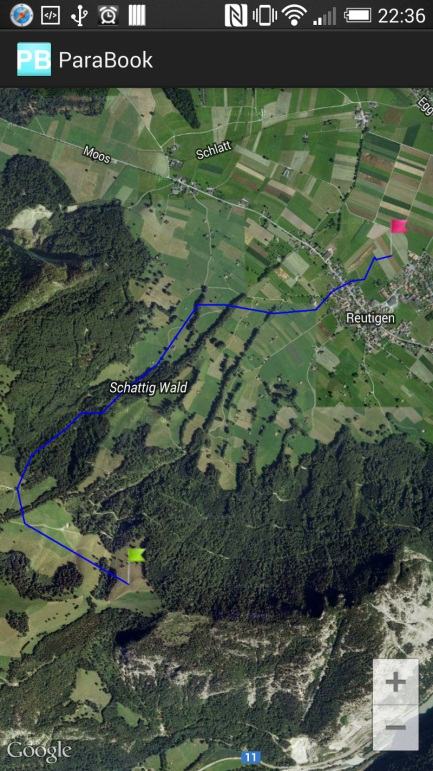 22:36
PB ParaBook
Egg
Moos
Schlatt
Reutigen
Schattig Wald
+
−
Google
11